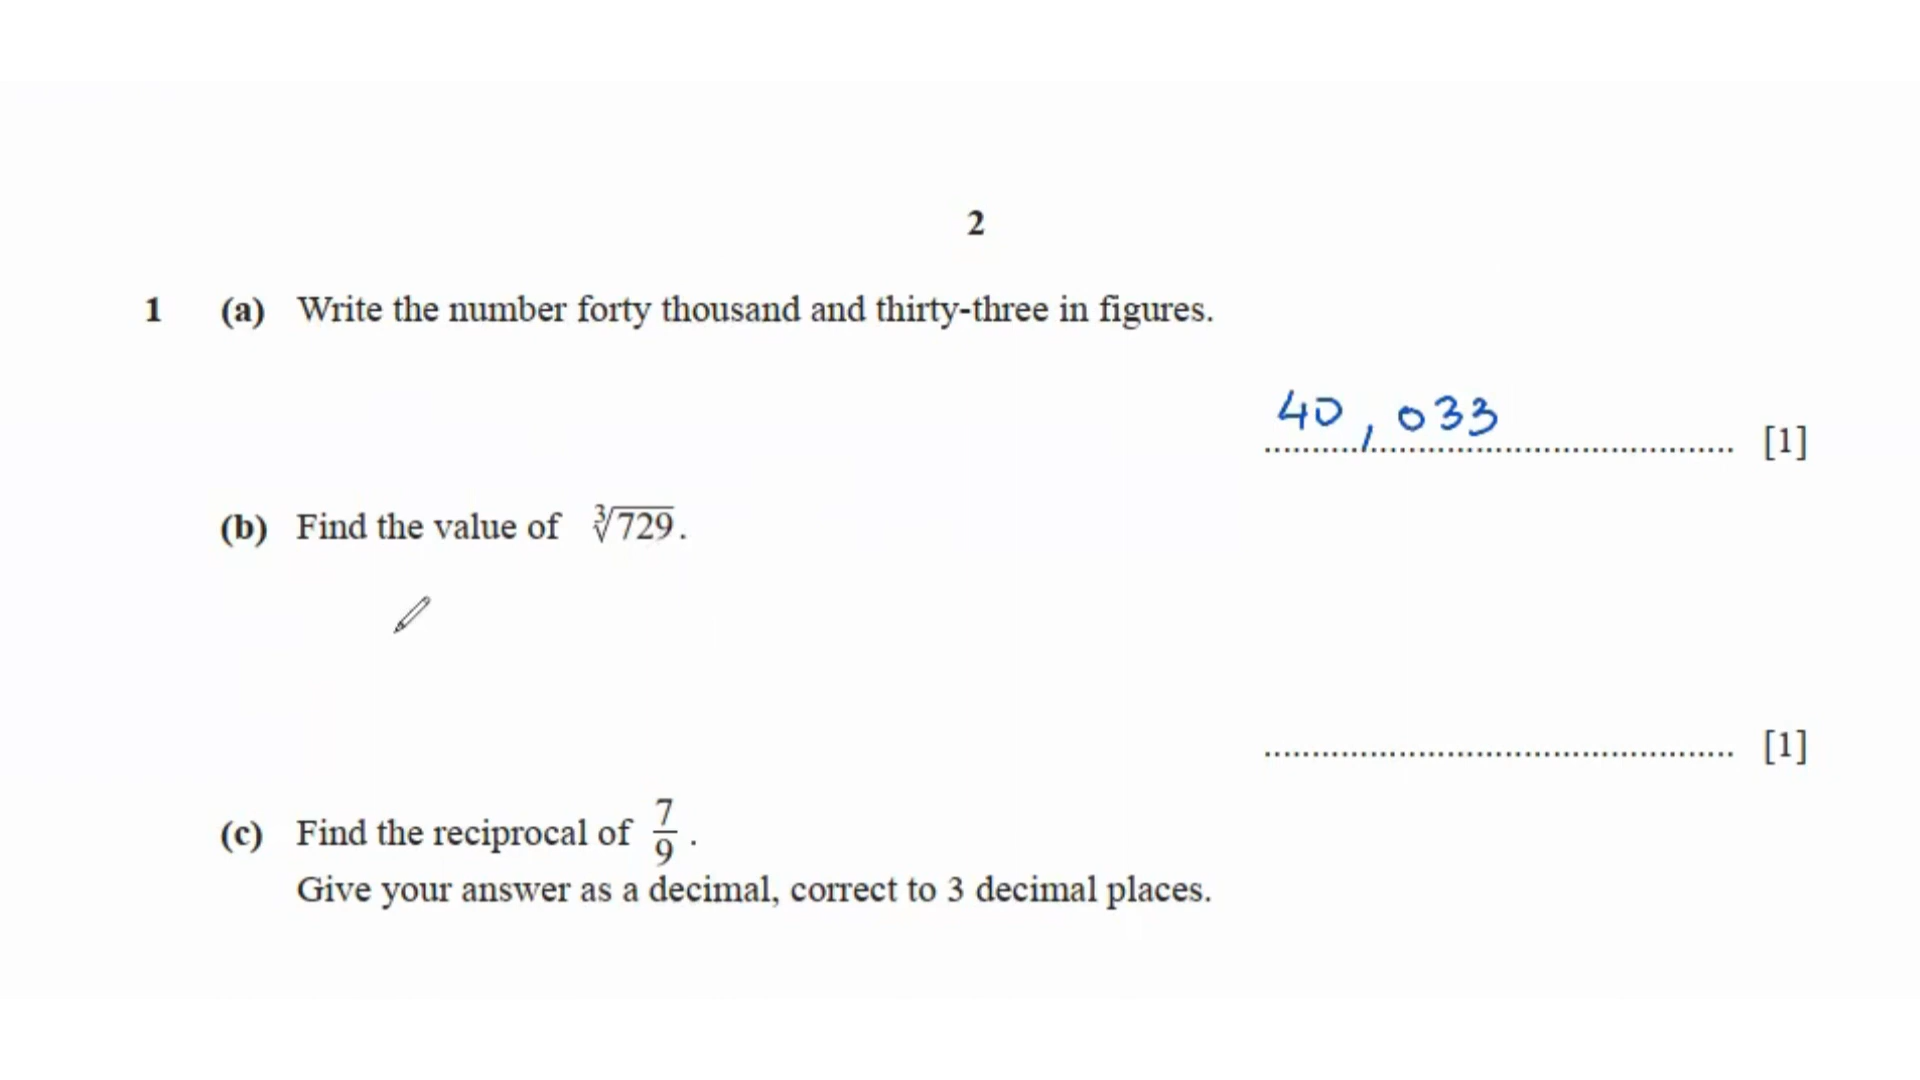 2
1 (a) Write the number forty thousand and thirty-three in figures.
40,033
.................................................. [1]
(b) Find the value of ∛729.
.................................................. [1]
(c) Find the reciprocal of 7/9.
Give your answer as a decimal, correct to 3 decimal places.